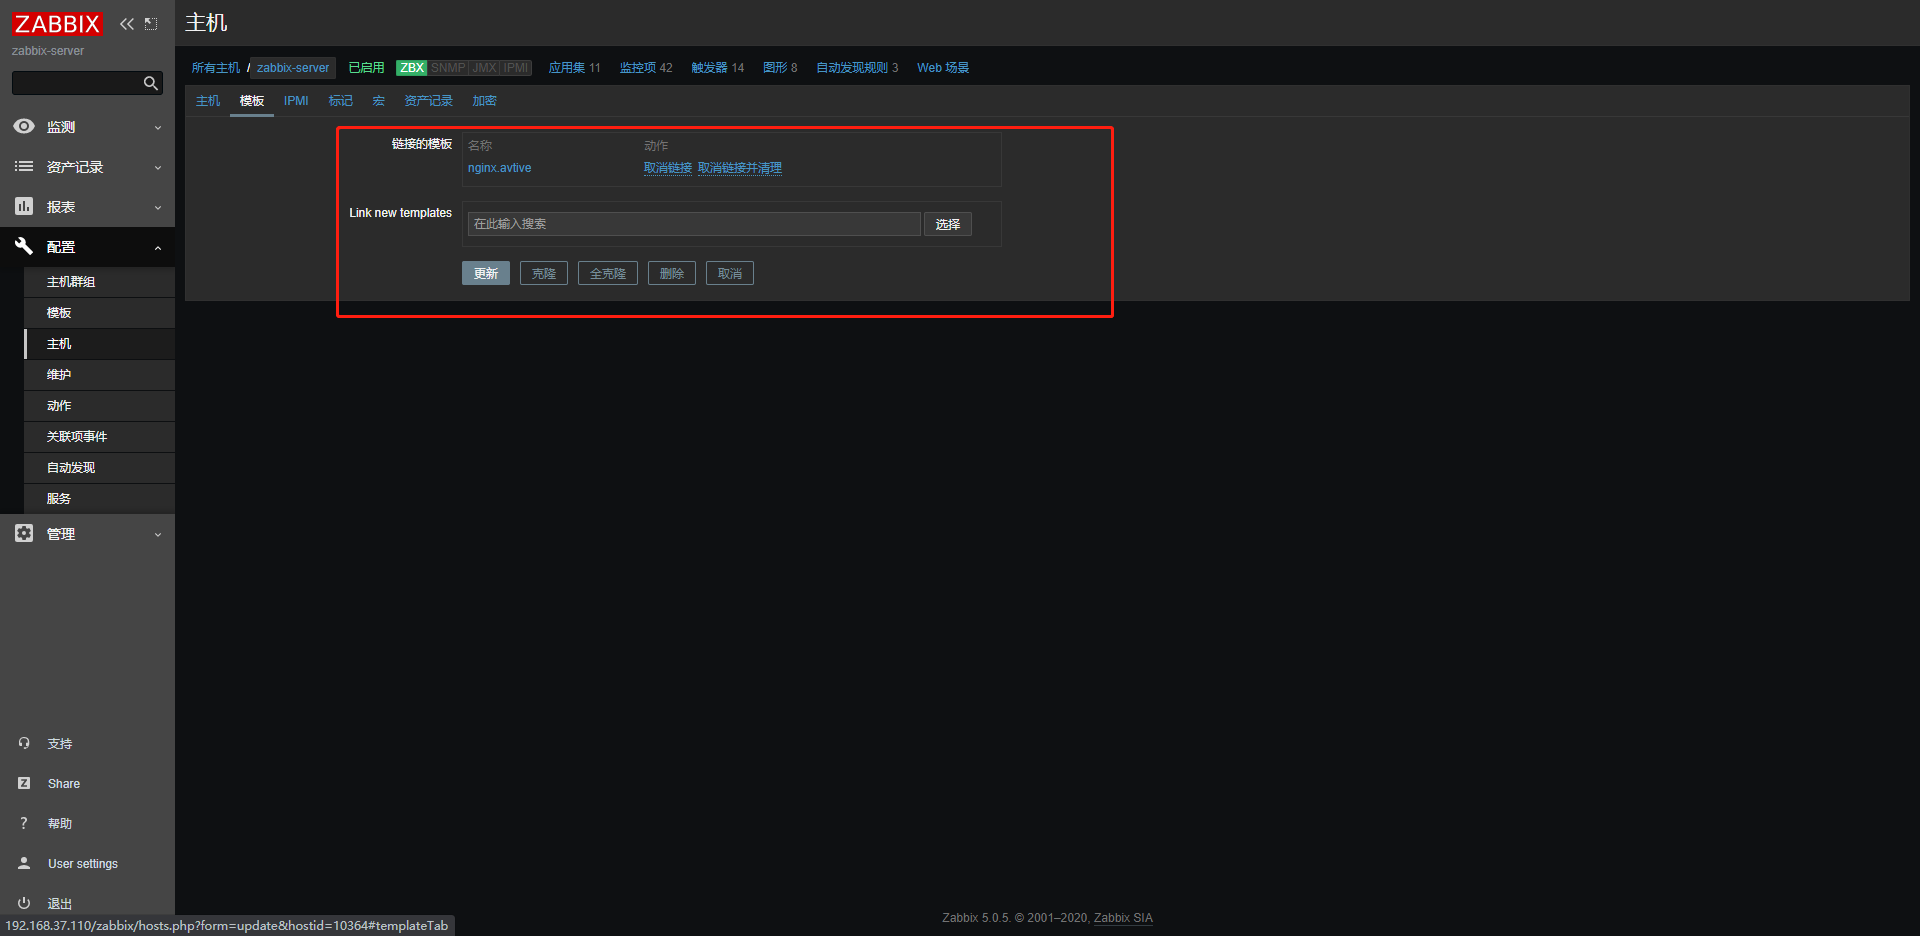 ZABBIX
zabbix-server
监测
资产记录
报表
配置
主机群组
模板
主机
维护
动作
关联项事件
自动发现
服务
管理
支持
Share
帮助
User settings
退出
192.168.37.110/zabbix/hosts.php?form=update&hostid=10364#templateTab
主机
所有主机 / zabbix-server 已启用 ZBX SNMP JMX IPMI 应用集 11 监控项 42 触发器 14 图形 8 自动发现规则 3 Web 场景
主机 模板 IPMI 标记 宏 资产记录 加密
链接的模板 名称 动作
nginx.avtive 取消链接 取消链接并清理
Link new templates 在此输入搜索 选择
更新 克隆 全克隆 删除 取消
Zabbix 5.0.5. © 2001–2020, Zabbix SIA